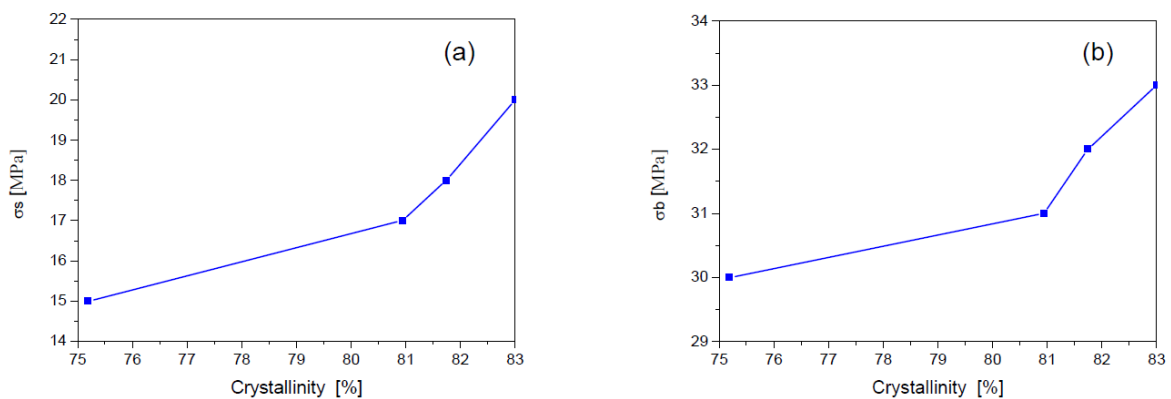 (a)
22
21
20
19
18
17
16
15
14
σs [MPa]
75 76 77 78 79 80 81 82 83
Crystallinity [%]
(b)
34
33
32
31
30
29
σb [MPa]
75 76 77 78 79 80 81 82 83
Crystallinity [%]